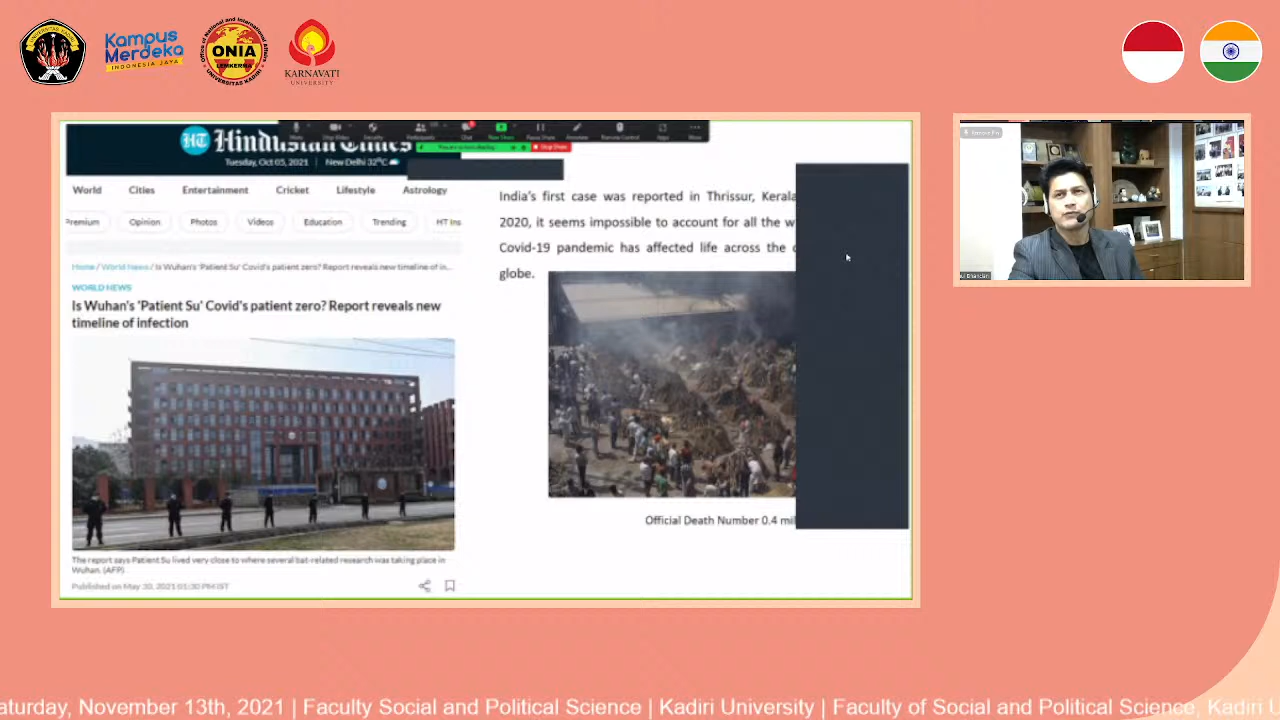 Kampus
Merdeka
INDONESIA JAYA
ONIA
LEMKERMA
UNIVERSITAS KADIRI
KARNAVATI
UNIVERSITY
HT Hindustan Times
Tuesday, Oct 05, 2021 | New Delhi 32°C
World Cities Entertainment Cricket Lifestyle Astrology
Premium Opinion Photos Videos Education Trending HT Ins
Home / World News / Is Wuhan's 'Patient Su' Covid's patient zero? Report reveals new timeline of in...
WORLD NEWS
Is Wuhan's 'Patient Su' Covid's patient zero? Report reveals new
timeline of infection
The report says Patient Su lived very close to where several bat-related research was taking place in
Wuhan. (AFP)
Published on May 30, 2021 01:30 PM IST
India's first case was reported in Thrissur, Kerala
2020, it seems impossible to account for all the w
Covid-19 pandemic has affected life across the
globe.
Official Death Number 0.4 mil
aturday, November 13th, 2021 | Faculty Social and Political Science | Kadiri University | Faculty of Social and Political Science, Kadiri U